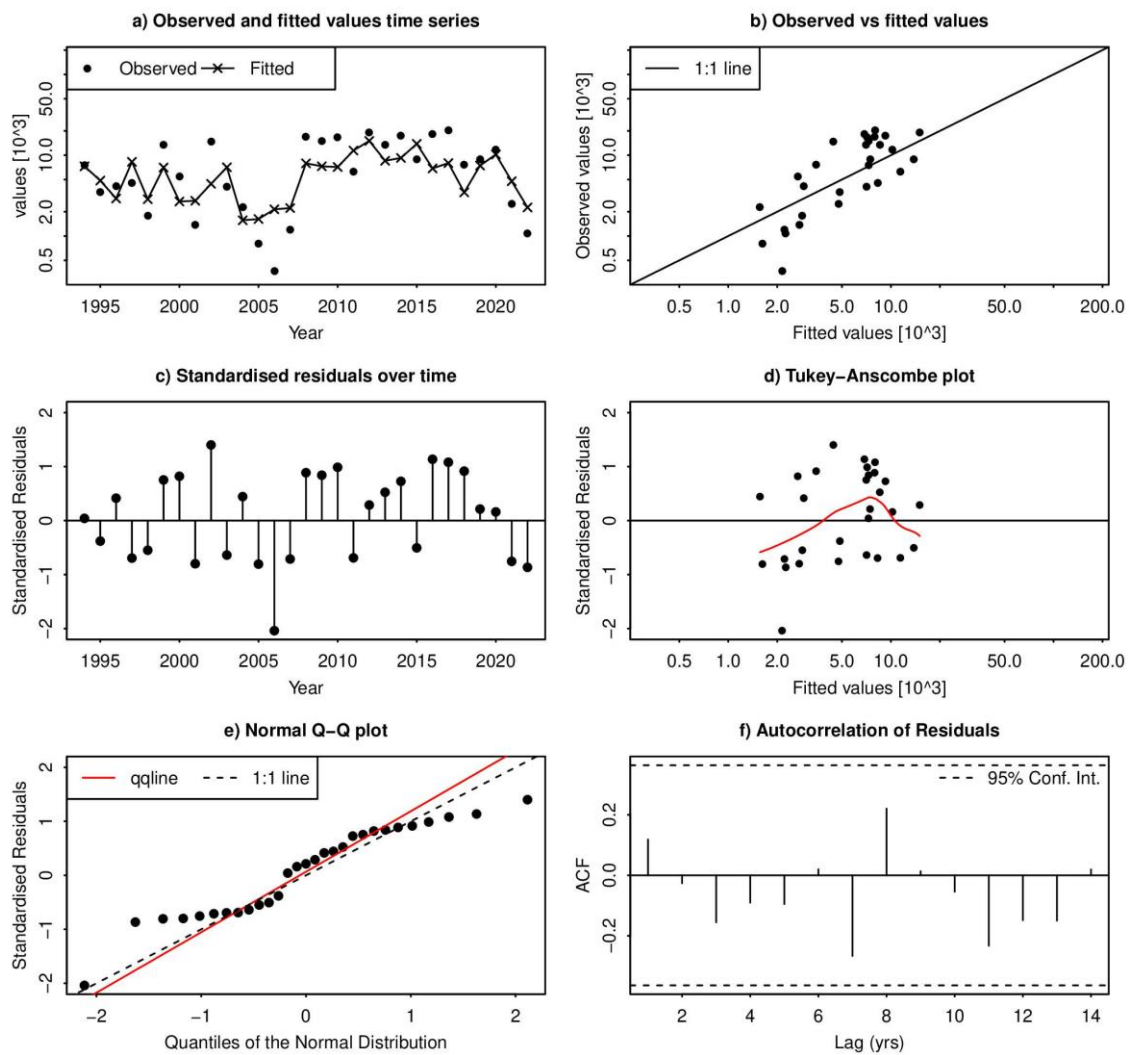 a) Observed and fitted values time series
Observed Fitted
values [10^3]
50.0
10.0
2.0
0.5
1995 2000 2005 2010 2015 2020
Year
b) Observed vs fitted values
1:1 line
Observed values [10^3]
50.0
10.0
2.0
0.5
0.5 1.0 2.0 5.0 10.0 50.0 200.0
Fitted values [10^3]
c) Standardised residuals over time
Standardised Residuals
2
1
0
−1
−2
1995 2000 2005 2010 2015 2020
Year
d) Tukey−Anscombe plot
Standardised Residuals
2
1
0
−1
−2
0.5 1.0 2.0 5.0 10.0 50.0 200.0
Fitted values [10^3]
e) Normal Q−Q plot
qqline 1:1 line
Standardised Residuals
2
1
0
−1
−2
−2 −1 0 1 2
Quantiles of the Normal Distribution
f) Autocorrelation of Residuals
95% Conf. Int.
ACF
0.2
0.0
−0.2
2 4 6 8 10 12 14
Lag (yrs)